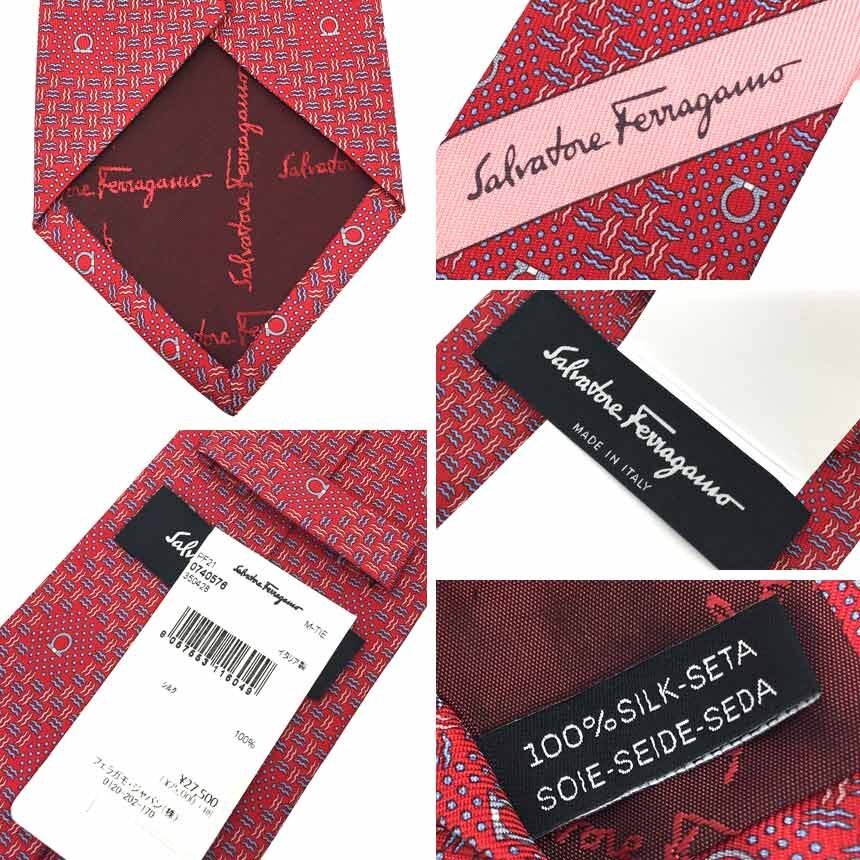 Salvatore Ferragamo
Salvatore Ferragamo
Salvatore
Salvatore Ferragamo
Salvatore Ferragamo
MADE IN ITALY
PF21
0740576
350428
Salvatore Ferragamo
M-TIE
イタリア製
シルク
100%
¥27,500
フェラガモ・ジャパン(株)
0120-202-170
100%SILK-SETA
SOIE-SEIDE-SEDA